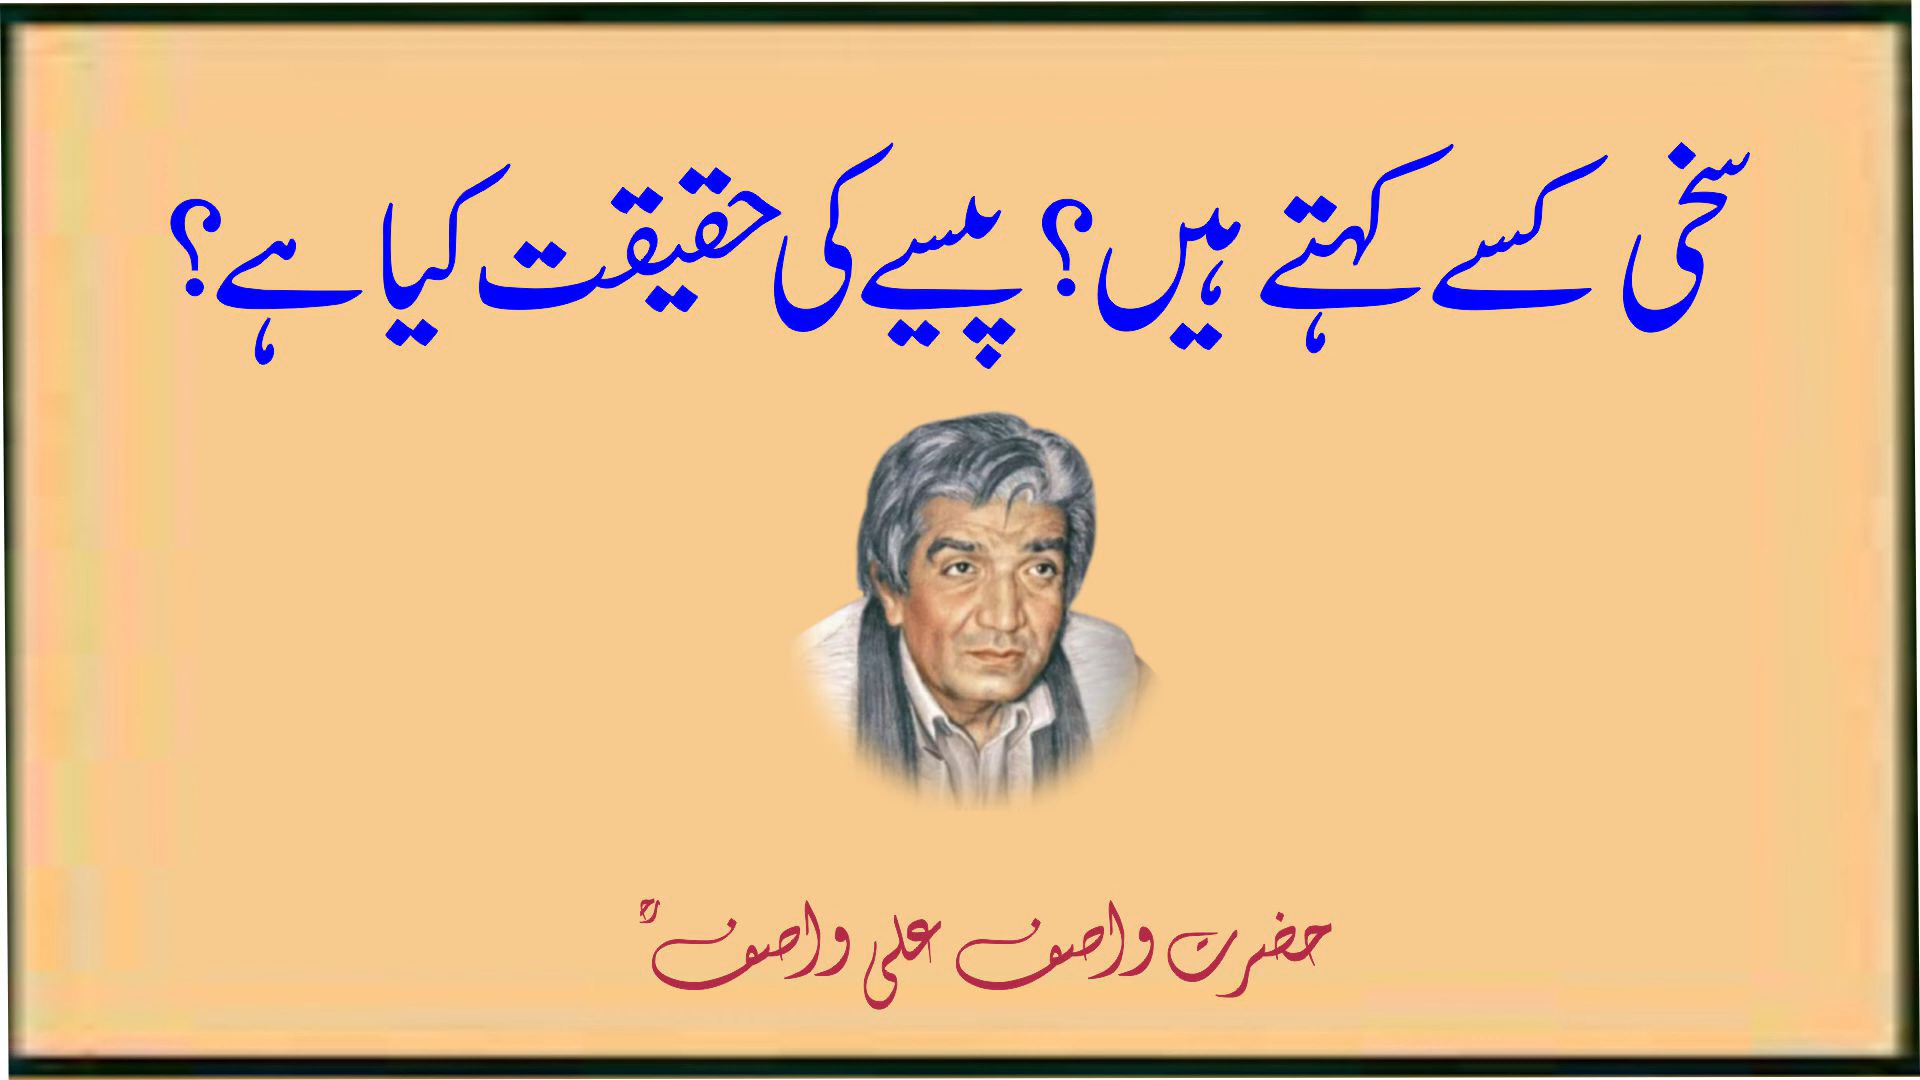 سخی کسے کہتے ہیں؟ پیسے کی حقیقت کیا ہے؟
حضرت واصف علی واصفؒ